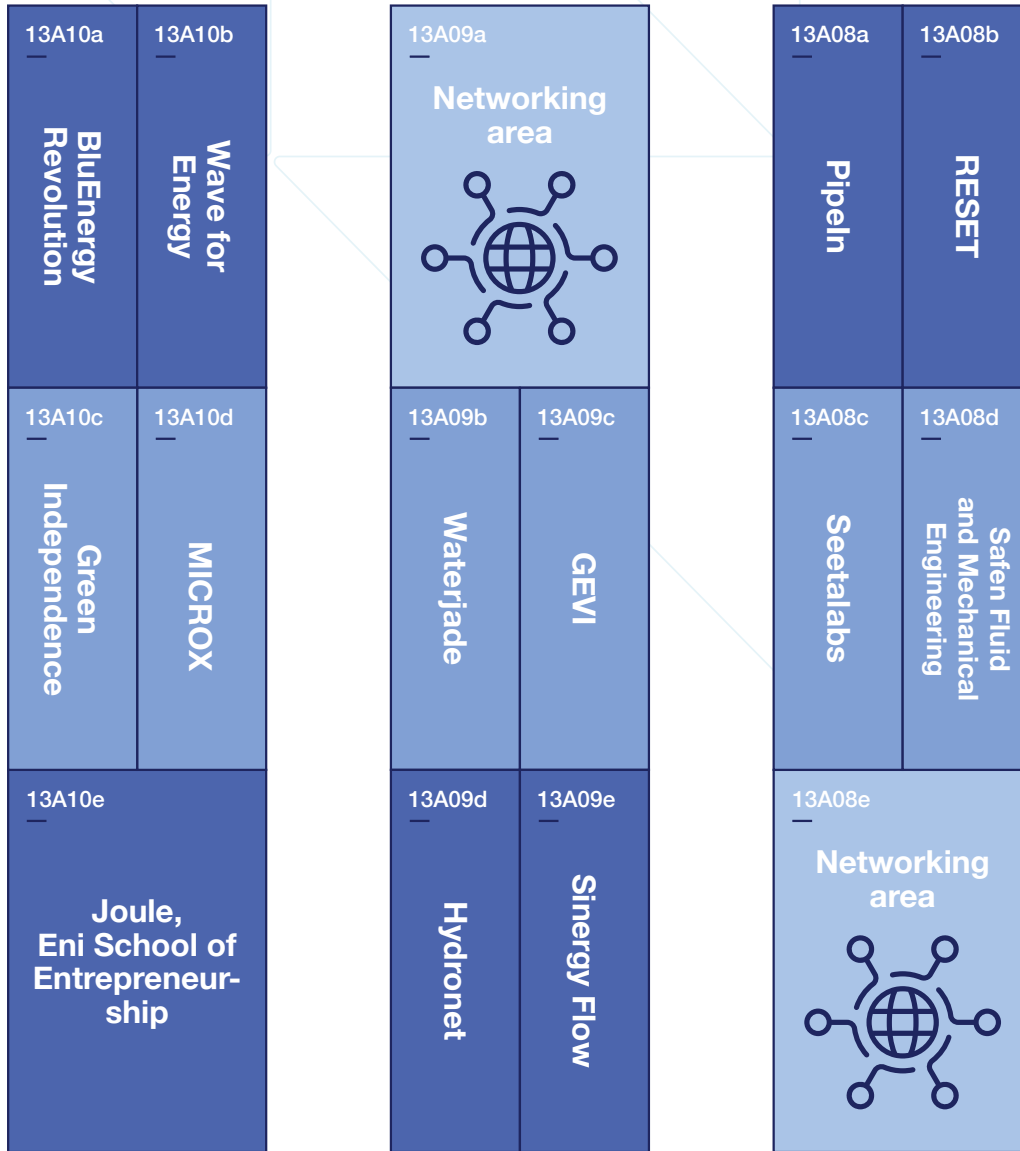 13A10a
BluEnergy
Revolution
13A10b
Wave for
Energy
13A09a
Networking
area
13A08a
PipeIn
13A08b
RESET
13A10c
Green
Independence
13A10d
MICROX
13A09b
Waterjade
13A09c
GEVI
13A08c
Seetalabs
13A08d
Safen Fluid
and Mechanical
Engineering
13A10e
Joule,
Eni School of
Entrepreneur-
ship
13A09d
Hydronet
13A09e
Sinergy Flow
13A08e
Networking
area